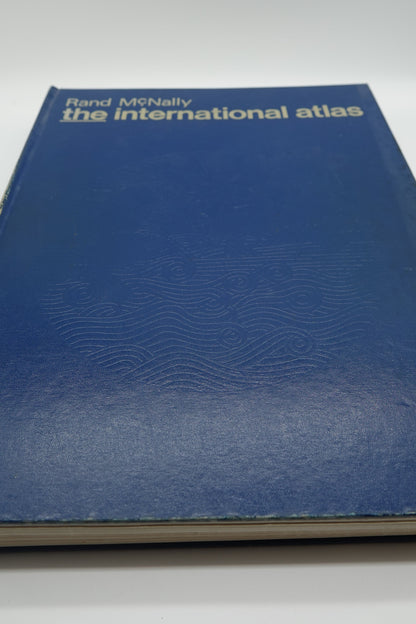 Rand McNally
the international atlas